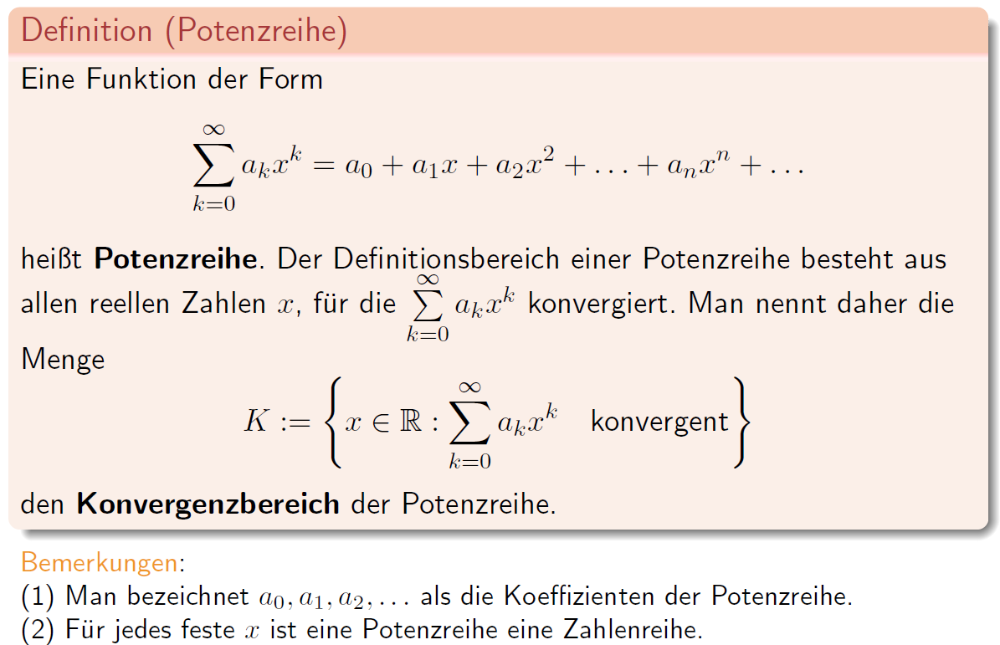 Definition (Potenzreihe)
Eine Funktion der Form
$\sum_{k=0}^{\infty} a_k x^k = a_0 + a_1 x + a_2 x^2 + \ldots + a_n x^n + \ldots$
heißt Potenzreihe. Der Definitionsbereich einer Potenzreihe besteht aus
allen reellen Zahlen $x$, für die $\sum_{k=0}^{\infty} a_k x^k$ konvergiert. Man nennt daher die
Menge
$K := \left\{ x \in \mathbb{R} : \sum_{k=0}^{\infty} a_k x^k \quad \text{konvergent} \right\}$
den Konvergenzbereich der Potenzreihe.
Bemerkungen:
(1) Man bezeichnet $a_0, a_1, a_2, \ldots$ als die Koeffizienten der Potenzreihe.
(2) Für jedes feste $x$ ist eine Potenzreihe eine Zahlenreihe.